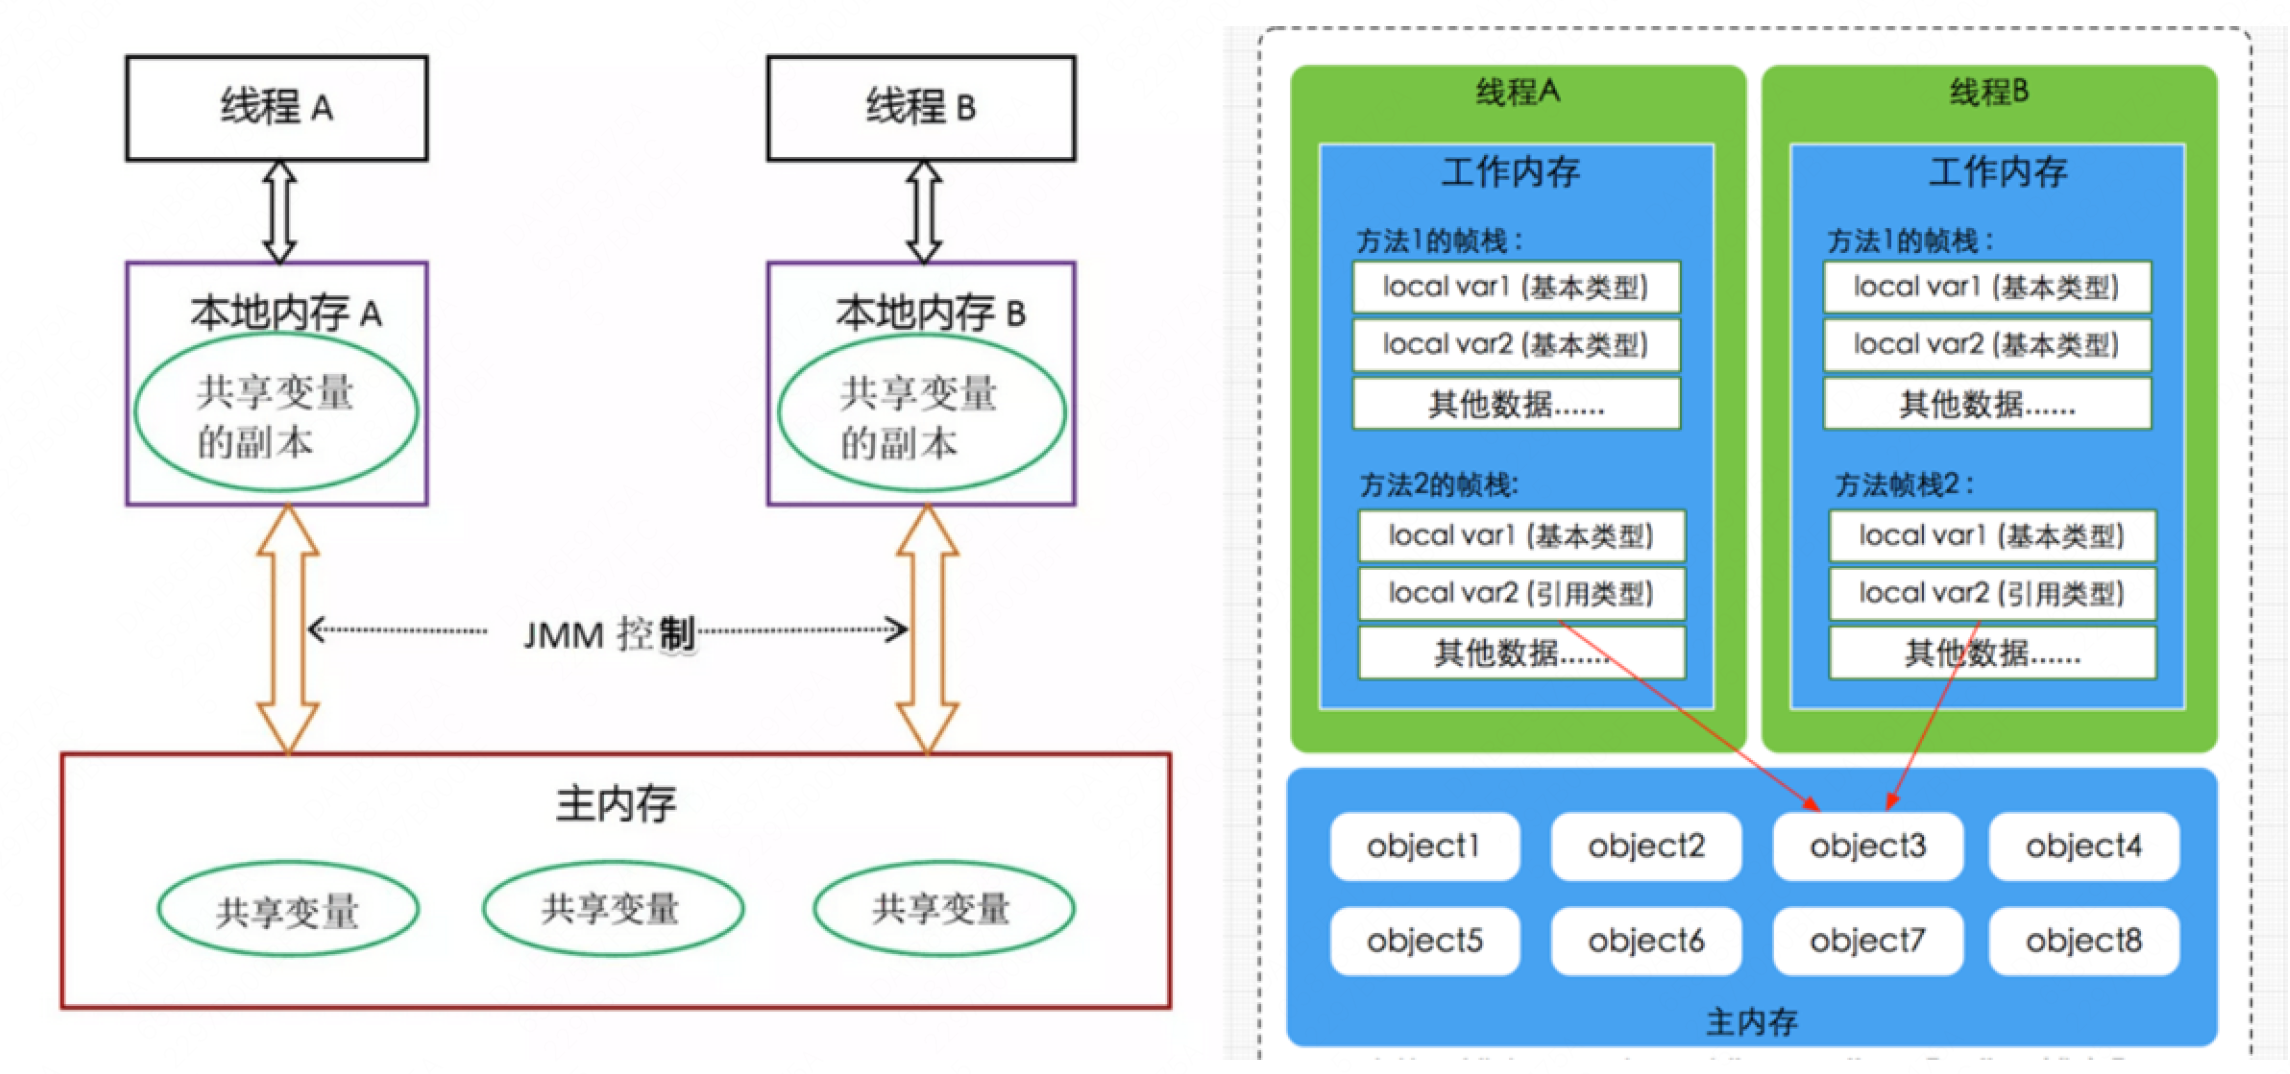 线程 A
线程 B
本地内存 A
共享变量
的副本
本地内存 B
共享变量
的副本
JMM 控制
主内存
共享变量
共享变量
共享变量
线程A
工作内存
方法1的帧栈：
local var1 (基本类型)
local var2 (基本类型)
其他数据......
方法2的帧栈:
local var1 (基本类型)
local var2 (引用类型)
其他数据......
线程B
工作内存
方法1的帧栈：
local var1 (基本类型)
local var2 (基本类型)
其他数据......
方法帧栈2：
local var1 (基本类型)
local var2 (引用类型)
其他数据......
object1
object2
object3
object4
object5
object6
object7
object8
主内存